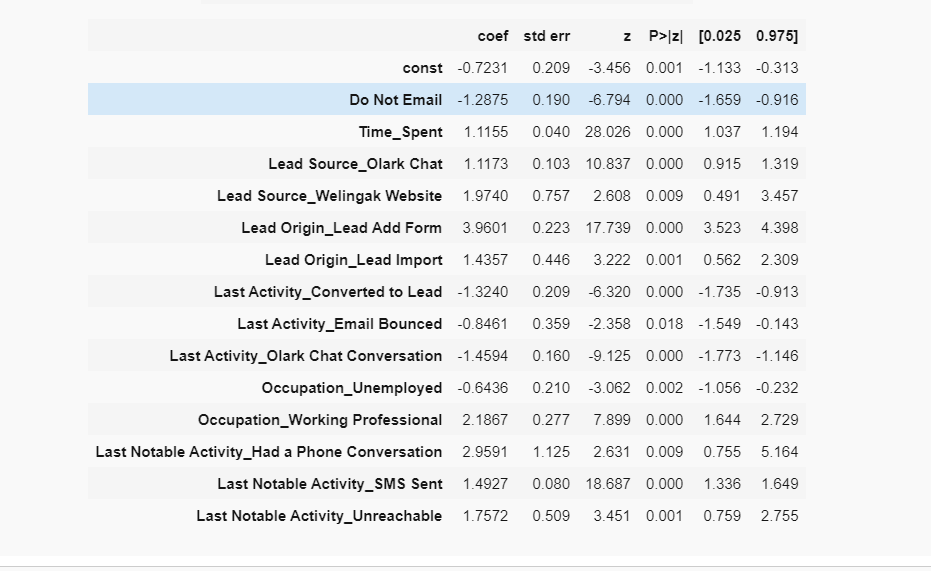 coef std err z P>|z| [0.025 0.975]
const -0.7231 0.209 -3.456 0.001 -1.133 -0.313
Do Not Email -1.2875 0.190 -6.794 0.000 -1.659 -0.916
Time_Spent 1.1155 0.040 28.026 0.000 1.037 1.194
Lead Source_Olark Chat 1.1173 0.103 10.837 0.000 0.915 1.319
Lead Source_Welingak Website 1.9740 0.757 2.608 0.009 0.491 3.457
Lead Origin_Lead Add Form 3.9601 0.223 17.739 0.000 3.523 4.398
Lead Origin_Lead Import 1.4357 0.446 3.222 0.001 0.562 2.309
Last Activity_Converted to Lead -1.3240 0.209 -6.320 0.000 -1.735 -0.913
Last Activity_Email Bounced -0.8461 0.359 -2.358 0.018 -1.549 -0.143
Last Activity_Olark Chat Conversation -1.4594 0.160 -9.125 0.000 -1.773 -1.146
Occupation_Unemployed -0.6436 0.210 -3.062 0.002 -1.056 -0.232
Occupation_Working Professional 2.1867 0.277 7.899 0.000 1.644 2.729
Last Notable Activity_Had a Phone Conversation 2.9591 1.125 2.631 0.009 0.755 5.164
Last Notable Activity_SMS Sent 1.4927 0.080 18.687 0.000 1.336 1.649
Last Notable Activity_Unreachable 1.7572 0.509 3.451 0.001 0.759 2.755